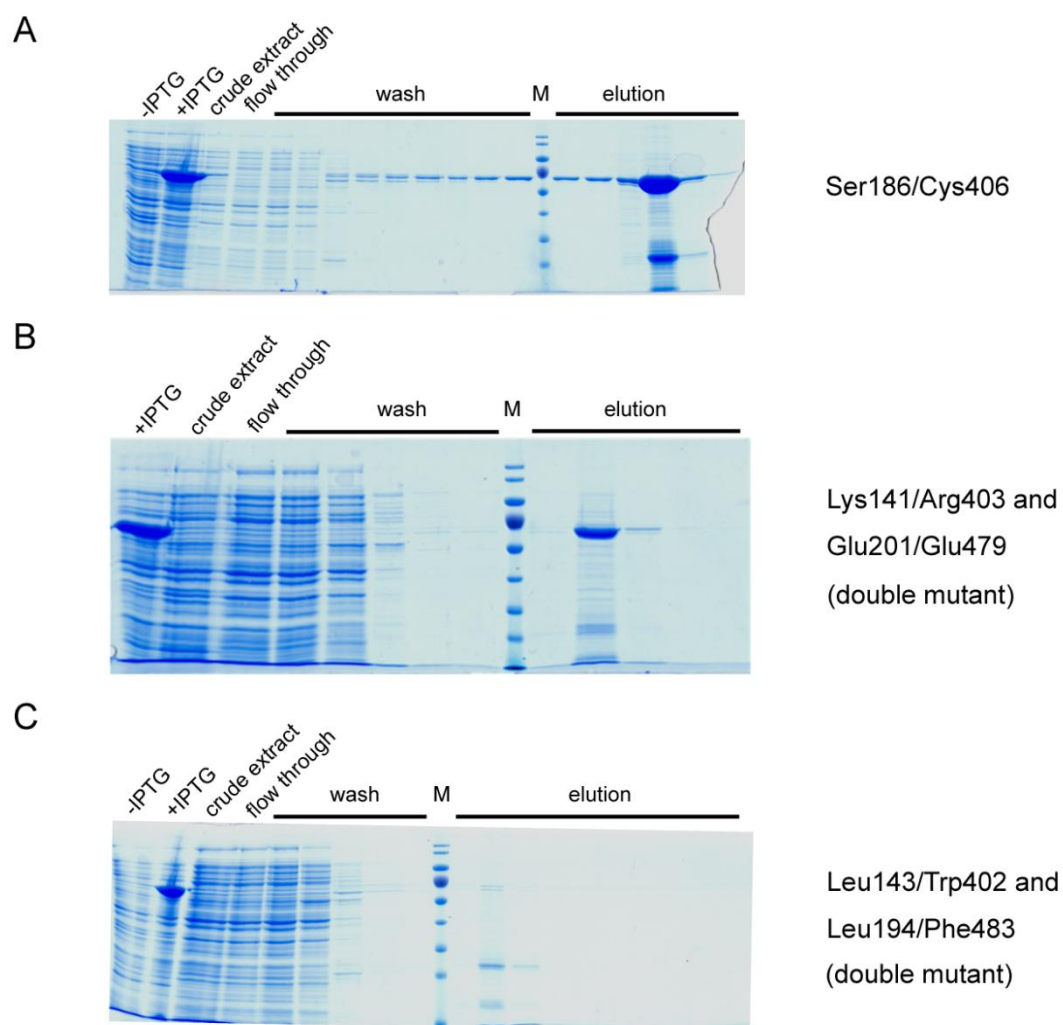 A
-IPTG
+IPTG
crude extract
flow through
wash
M
elution
Ser186/Cys406
B
+IPTG
crude extract
flow through
wash
M
elution
Lys141/Arg403 and
Glu201/Glu479
(double mutant)
C
-IPTG
+IPTG
crude extract
flow through
wash
M
elution
Leu143/Trp402 and
Leu194/Phe483
(double mutant)